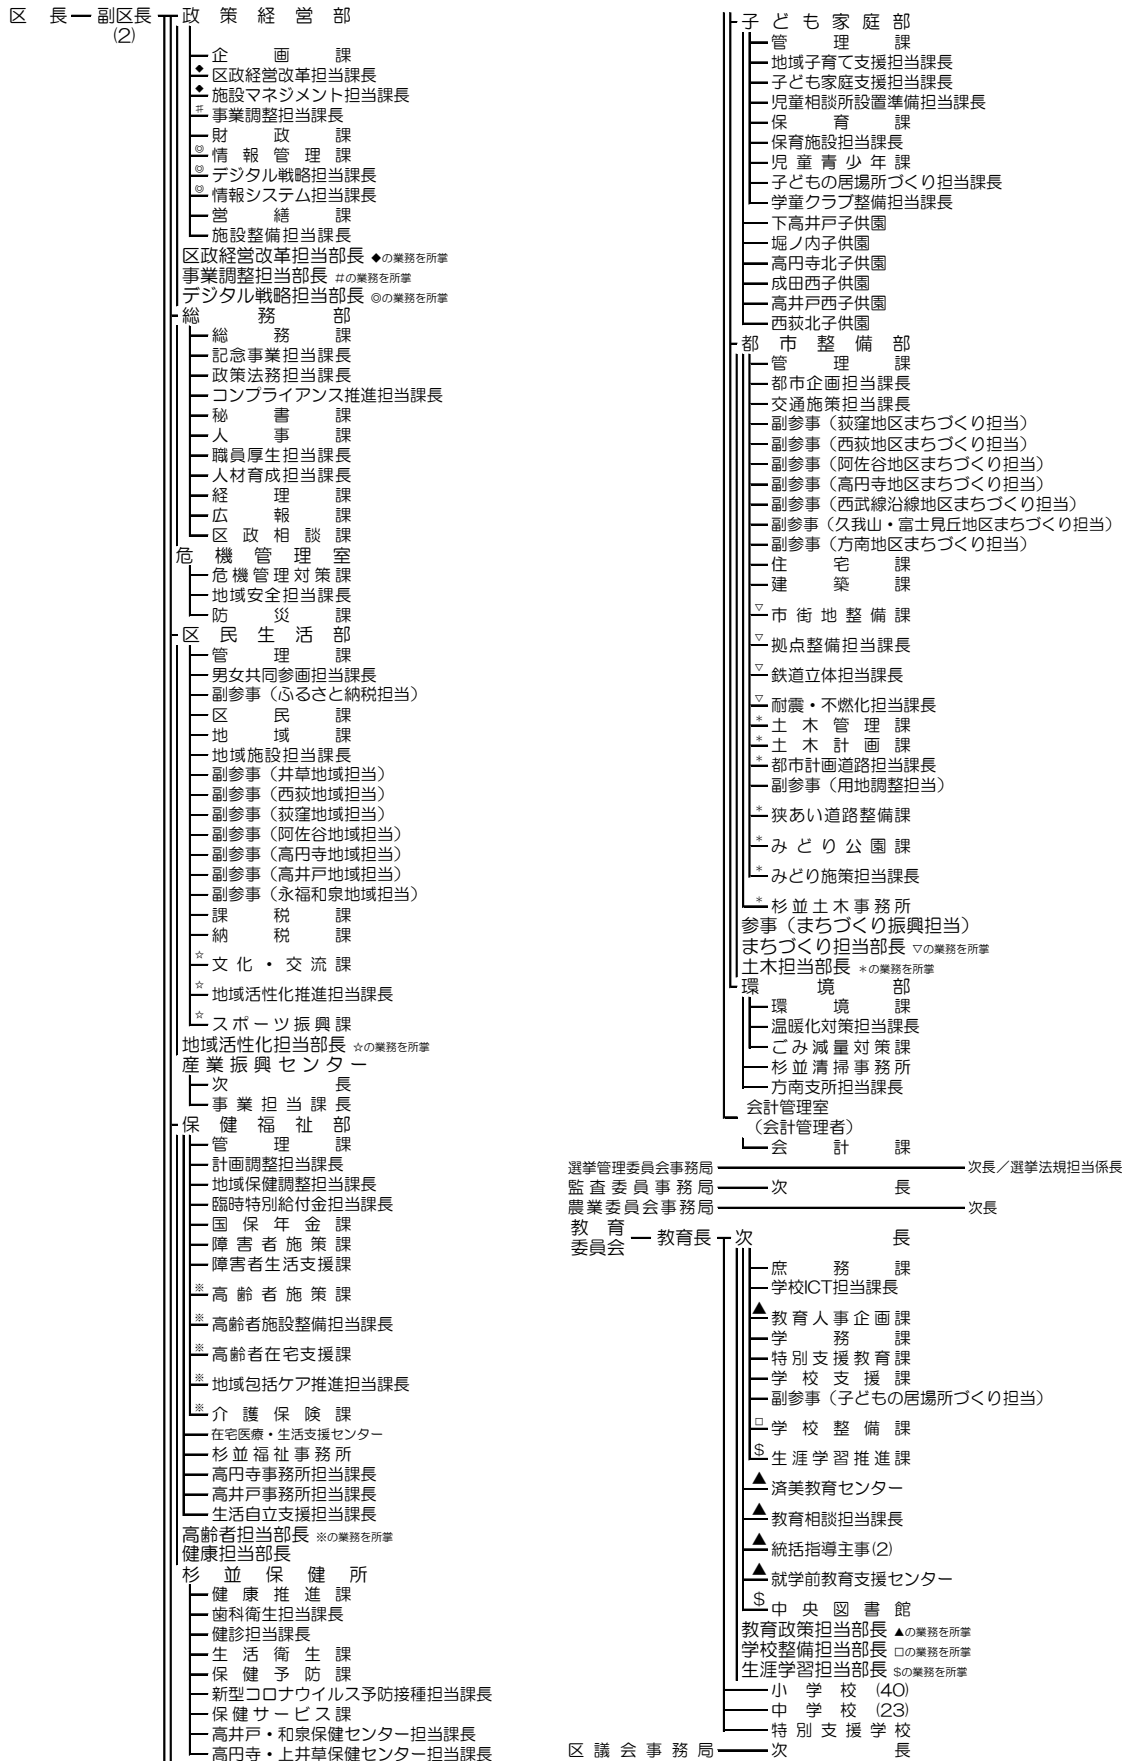 区長
副区長
(2)
政策経営部
企画課
◆区政経営改革担当課長
◆施設マネジメント担当課長
♯事業調整担当課長
財政課
◎情報管理課
◎デジタル戦略担当課長
◎情報システム担当課長
営繕課
施設整備担当課長
区政経営改革担当部長 ◆の業務を所掌
事業調整担当部長 ♯の業務を所掌
デジタル戦略担当部長 ◎の業務を所掌
総務部
総務課
記念事業担当課長
政策法務担当課長
コンプライアンス推進担当課長
秘書課
人事課
職員厚生担当課長
人材育成担当課長
経理課
広報課
区政相談課
危機管理室
危機管理対策課
地域安全担当課長
防災課
区民生活部
管理課
男女共同参画担当課長
副参事（ふるさと納税担当）
区民課
地域課
地域施設担当課長
副参事（井草地域担当）
副参事（西荻地域担当）
副参事（荻窪地域担当）
副参事（阿佐谷地域担当）
副参事（高円寺地域担当）
副参事（高井戸地域担当）
副参事（永福和泉地域担当）
課税課
納税課
☆文化・交流課
☆地域活性化推進担当課長
☆スポーツ振興課
地域活性化担当部長 ☆の業務を所掌
産業振興センター
次長
事業担当課長
保健福祉部
管理課
計画調整担当課長
地域保健調整担当課長
臨時特別給付金担当課長
国保年金課
障害者施策課
障害者生活支援課
※高齢者施策課
※高齢者施設整備担当課長
※高齢者在宅支援課
※地域包括ケア推進担当課長
※介護保険課
在宅医療・生活支援センター
杉並福祉事務所
高円寺事務所担当課長
高井戸事務所担当課長
生活自立支援担当課長
高齢者担当部長 ※の業務を所掌
健康担当部長
杉並保健所
健康推進課
歯科衛生担当課長
健診担当課長
生活衛生課
保健予防課
新型コロナウイルス予防接種担当課長
保健サービス課
高井戸・和泉保健センター担当課長
高円寺・上井草保健センター担当課長
子ども家庭部
管理課
地域子育て支援担当課長
子ども家庭支援担当課長
児童相談所設置準備担当課長
保育課
保育施設担当課長
児童青少年課
子どもの居場所づくり担当課長
学童クラブ整備担当課長
下高井戸子供園
堀ノ内子供園
高円寺北子供園
成田西子供園
高井戸西子供園
西荻北子供園
都市整備部
管理課
都市企画担当課長
交通施策担当課長
副参事（荻窪地区まちづくり担当）
副参事（西荻地区まちづくり担当）
副参事（阿佐谷地区まちづくり担当）
副参事（高円寺地区まちづくり担当）
副参事（西武線沿線地区まちづくり担当）
副参事（久我山・富士見丘地区まちづくり担当）
副参事（方南地区まちづくり担当）
住宅課
建築課
▽市街地整備課
▽拠点整備担当課長
▽鉄道立体担当課長
▽耐震・不燃化担当課長
＊土木管理課
＊土木計画課
＊都市計画道路担当課長
副参事（用地調整担当）
＊狭あい道路整備課
＊みどり公園課
＊みどり施策担当課長
＊杉並土木事務所
参事（まちづくり振興担当）
まちづくり担当部長 ▽の業務を所掌
土木担当部長 ＊の業務を所掌
環境部
環境課
温暖化対策担当課長
ごみ減量対策課
杉並清掃事務所
方南支所担当課長
会計管理室
（会計管理者）
会計課
選挙管理委員会事務局 次長／選挙法規担当係長
監査委員事務局 次長
農業委員会事務局 次長
教育
委員会
教育長
次長
庶務課
学校ICT担当課長
▲教育人事企画課
学務課
特別支援教育課
学校支援課
副参事（子どもの居場所づくり担当）
□学校整備課
$生涯学習推進課
▲済美教育センター
▲教育相談担当課長
▲統括指導主事(2)
▲就学前教育支援センター
$中央図書館
教育政策担当部長 ▲の業務を所掌
学校整備担当部長 □の業務を所掌
生涯学習担当部長 $の業務を所掌
小学校 (40)
中学校 (23)
特別支援学校
区議会事務局 次長